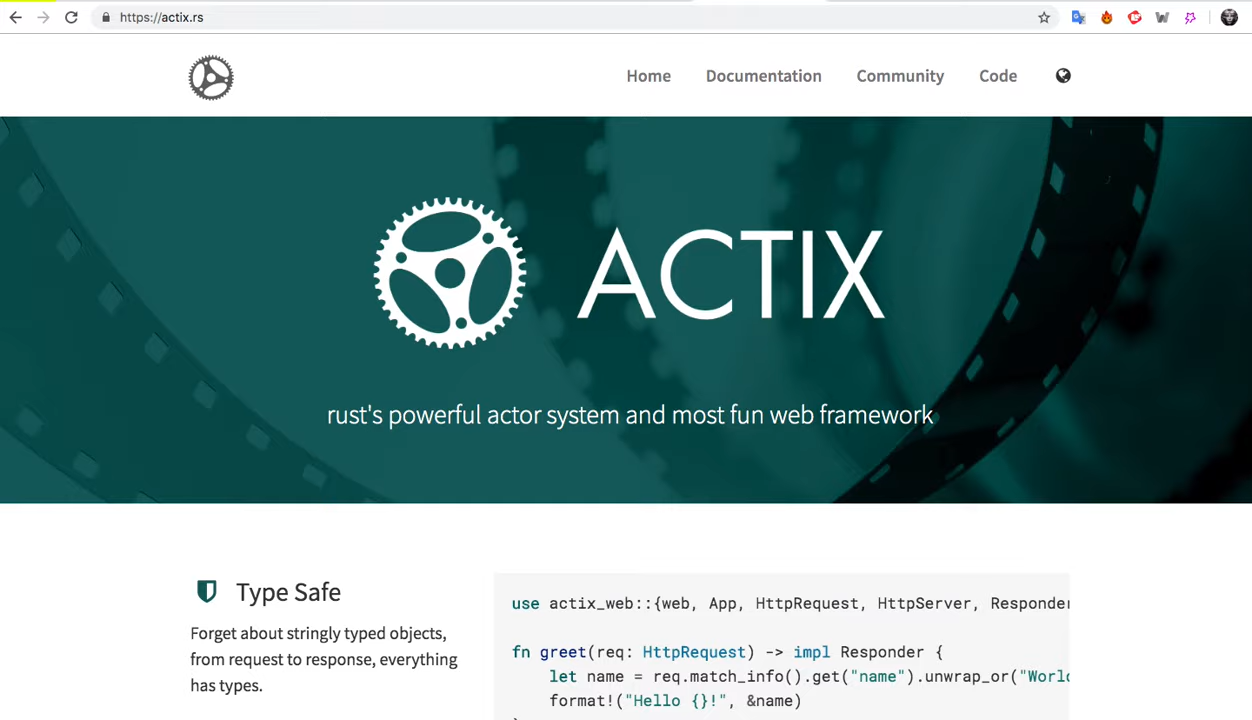 https://actix.rs
Home Documentation Community Code
ACTIX
rust's powerful actor system and most fun web framework
Type Safe
Forget about stringly typed objects,
from request to response, everything
has types.
use actix_web::{web, App, HttpRequest, HttpServer, Responder
fn greet(req: HttpRequest) -> impl Responder {
let name = req.match_info().get("name").unwrap_or("World
format!("Hello {}!", &name)